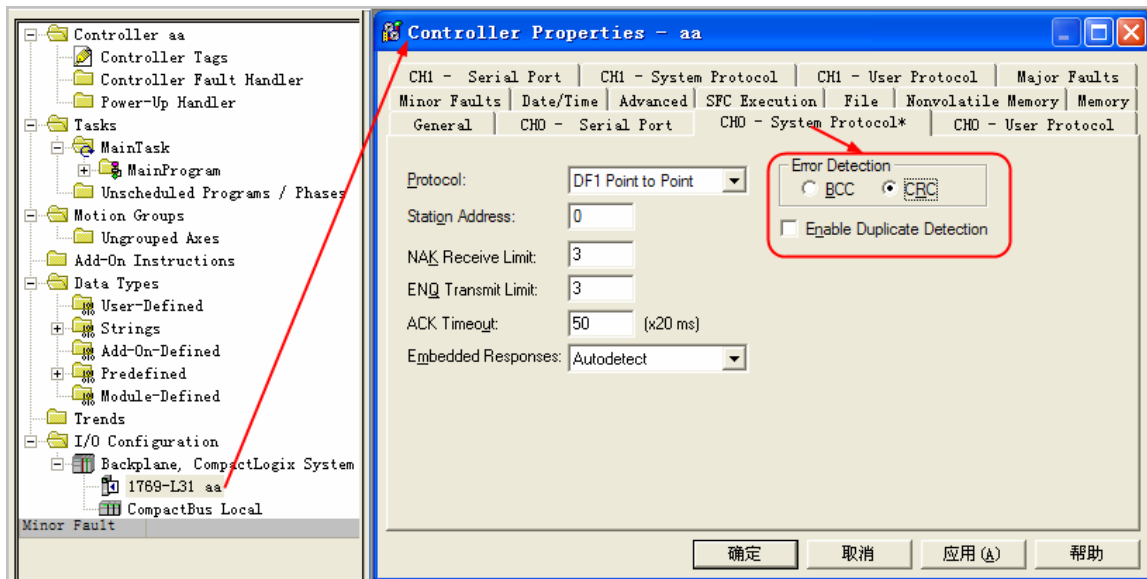 Controller aa
Controller Tags
Controller Fault Handler
Power-Up Handler
Tasks
MainTask
MainProgram
Unscheduled Programs / Phases
Motion Groups
Ungrouped Axes
Add-On Instructions
Data Types
User-Defined
Strings
Add-On-Defined
Predefined
Module-Defined
Trends
I/O Configuration
Backplane, CompactLogix System
1769-L31 aa
CompactBus Local
Minor Fault
Controller Properties - aa
CH1 - Serial Port CH1 - System Protocol CH1 - User Protocol Major Faults
Minor Faults Date/Time Advanced SFC Execution File Nonvolatile Memory Memory
General CH0 - Serial Port CH0 - System Protocol* CH0 - User Protocol
Protocol: DF1 Point to Point
Station Address: 0
NAK Receive Limit: 3
ENQ Transmit Limit: 3
ACK Timeout: 50 (x20 ms)
Embedded Responses: Autodetect
Error Detection
BCC CRC
Enable Duplicate Detection
确定 取消 应用(A) 帮助